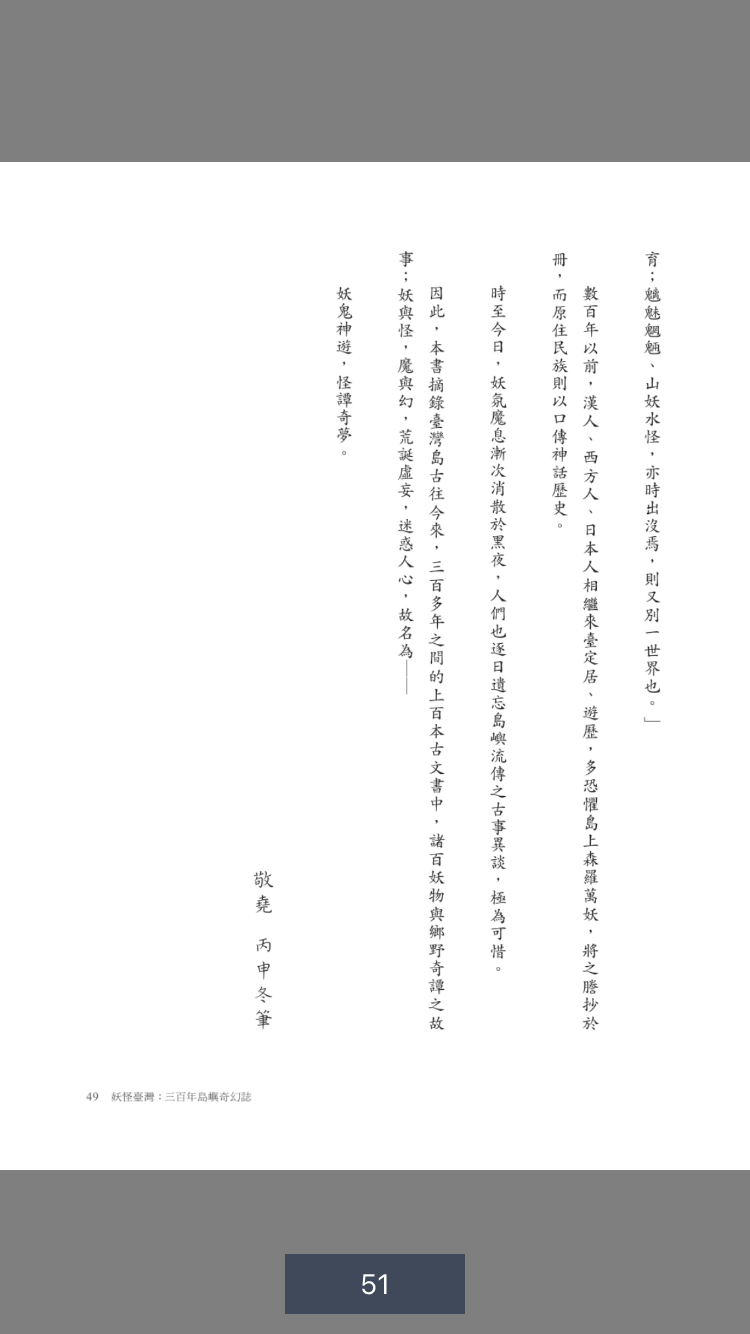 育；魑魅魍魎、山妖水怪，亦時出沒焉，則又別一世界也。」
數百年以前，漢人、西方人、日本人相繼來臺定居、遊歷，多恐懼島上森羅萬妖，將之謄抄於
冊，而原住民族則以口傳神話歷史。
時至今日，妖氛魔息漸次消散於黑夜，人們也逐日遺忘島嶼流傳之古事異談，極為可惜。
因此，本書摘錄臺灣島古往今來，三百多年之間的上百本古文書中，諸百妖物與鄉野奇譚之故
事；妖與怪，魔與幻，荒誕虛妄，迷惑人心，故名為——
妖鬼神遊，怪譚奇夢。
敬堯　丙申冬筆
49　妖怪臺灣：三百年島嶼奇幻誌
51